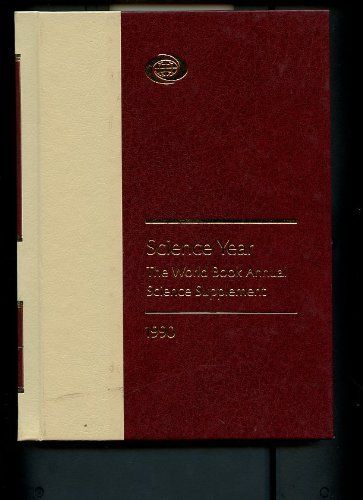 Science Year
The World Book Annual
Science Supplement
1990